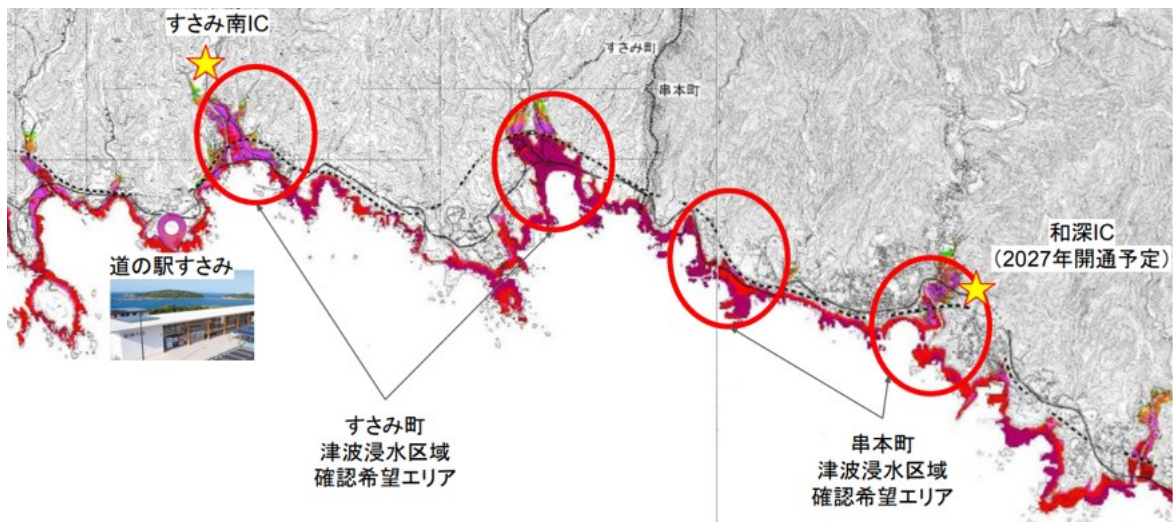 すさみ南IC
すさみ町
串本町
和深IC
（2027年開通予定）
道の駅すさみ
すさみ町
津波浸水区域
確認希望エリア
串本町
津波浸水区域
確認希望エリア